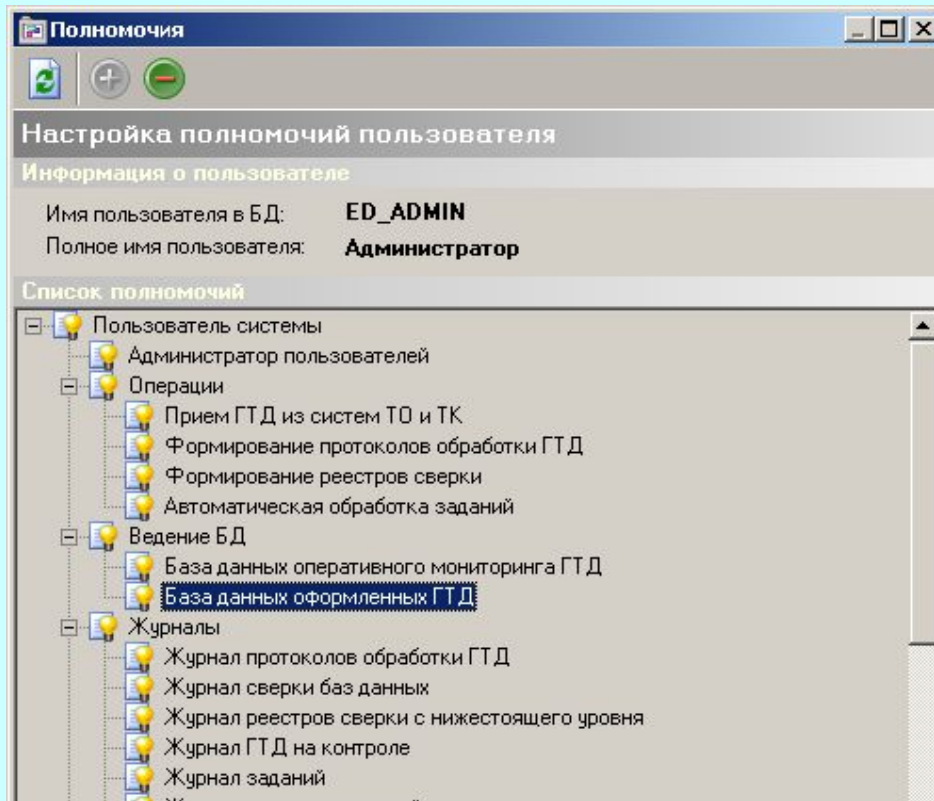 Полномочия
Настройка полномочий пользователя
Информация о пользователе
Имя пользователя в БД: ED_ADMIN
Полное имя пользователя: Администратор
Список полномочий
Пользователь системы
Администратор пользователей
Операции
Прием ГТД из систем ТО и ТК
Формирование протоколов обработки ГТД
Формирование реестров сверки
Автоматическая обработка заданий
Ведение БД
База данных оперативного мониторинга ГТД
База данных оформленных ГТД
Журналы
Журнал протоколов обработки ГТД
Журнал сверки баз данных
Журнал реестров сверки с нижестоящего уровня
Журнал ГТД на контроле
Журнал заданий